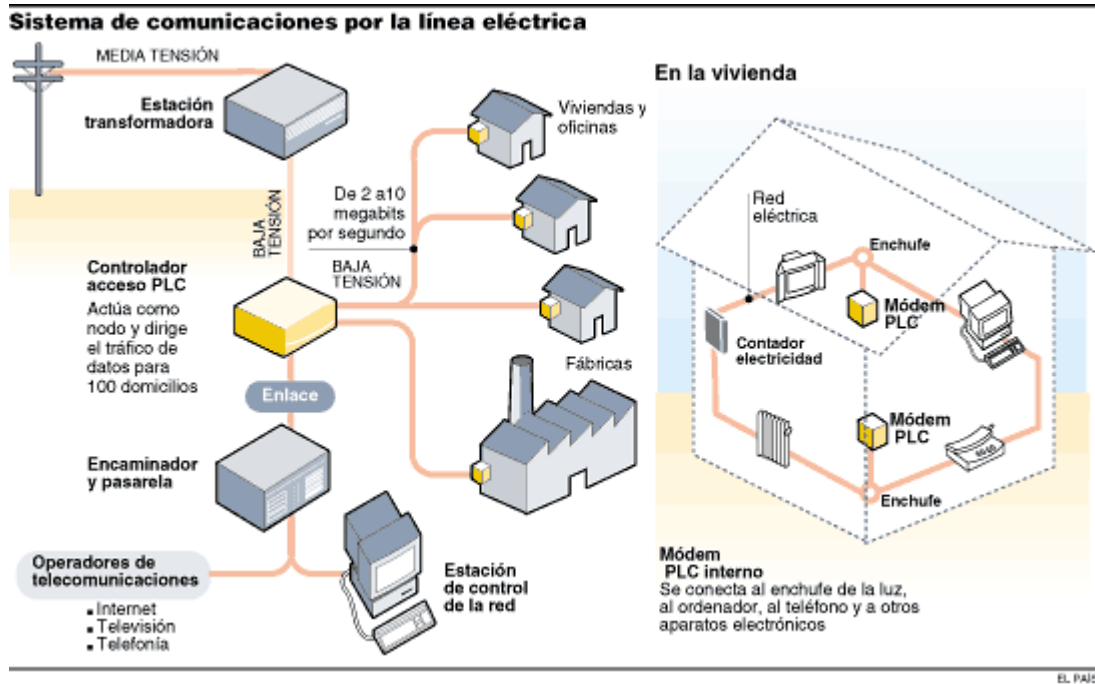 Sistema de comunicaciones por la línea eléctrica
MEDIA TENSIÓN
Estación
transformadora
BAJA
TENSIÓN
De 2 a10
megabits
por segundo
BAJA
TENSIÓN
Viviendas y
oficinas
Controlador
acceso PLC
Actúa como
nodo y dirige
el tráfico de
datos para
100 domicilios
Fábricas
Enlace
Encaminador
y pasarela
Operadores de
telecomunicaciones
Internet
Televisión
Telefonía
Estación
de control
de la red
En la vivienda
Red
eléctrica
Enchufe
Módem
PLC
Contador
electricidad
Módem
PLC
Enchufe
Módem
PLC interno
Se conecta al enchufe de la luz,
al ordenador, al teléfono y a otros
aparatos electrónicos
EL PAÍS